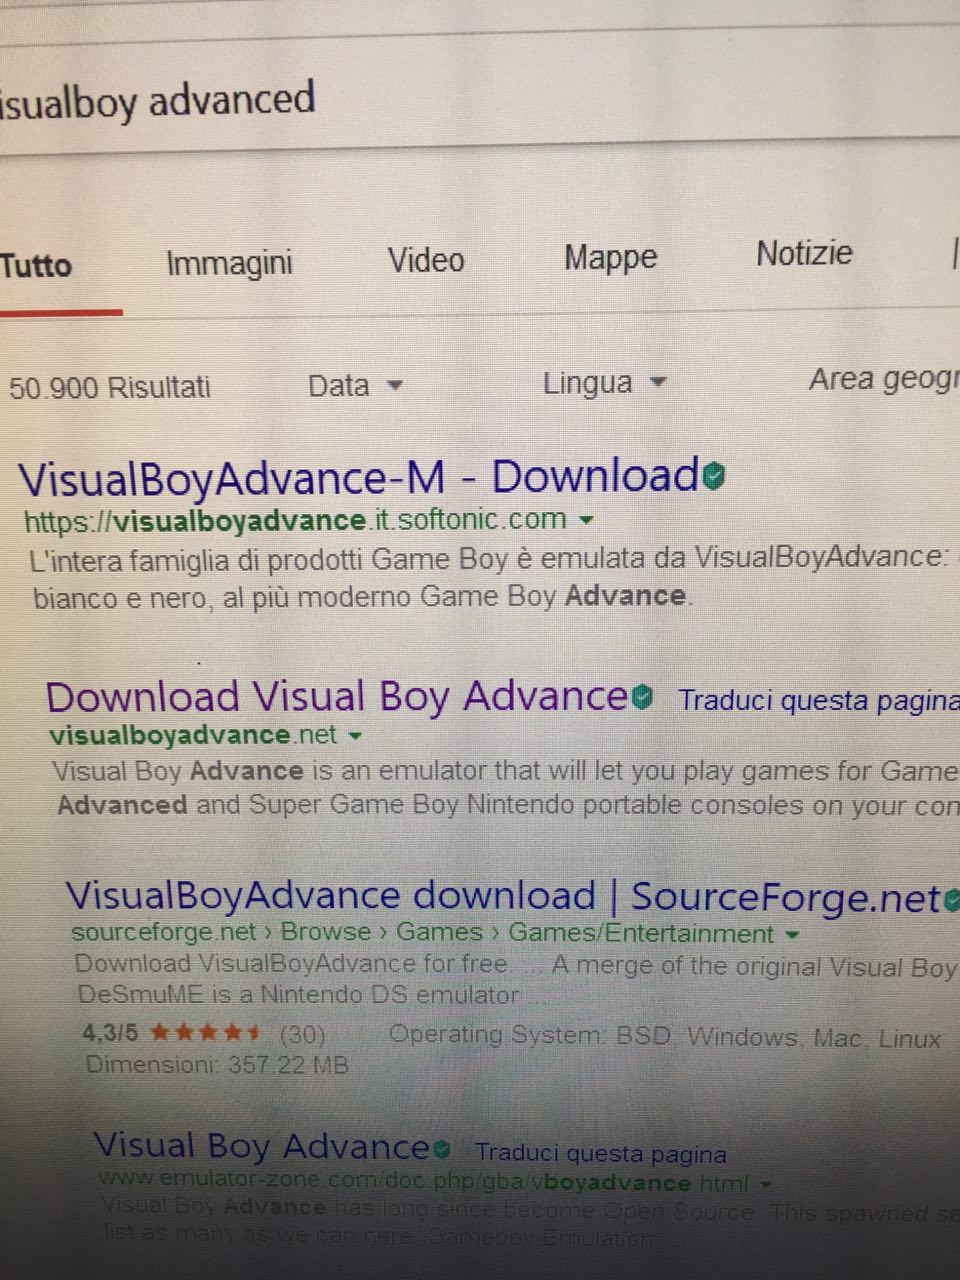 isualboy advanced
Tutto Immagini Video Mappe Notizie
50.900 Risultati Data Lingua Area geogr
VisualBoyAdvance-M - Download
https://visualboyadvance.it.softonic.com
L'intera famiglia di prodotti Game Boy è emulata da VisualBoyAdvance:
bianco e nero, al più moderno Game Boy Advance.
Download Visual Boy Advance Traduci questa pagina
visualboyadvance.net
Visual Boy Advance is an emulator that will let you play games for Game
Advanced and Super Game Boy Nintendo portable consoles on your con
VisualBoyAdvance download | SourceForge.net
sourceforge.net › Browse › Games › Games/Entertainment
Download VisualBoyAdvance for free. ... A merge of the original Visual Boy
DeSmuME is a Nintendo DS emulator ...
4,3/5 (30) Operating System: BSD, Windows, Mac, Linux
Dimensioni: 357.22 MB
Visual Boy Advance Traduci questa pagina
www.emulator-zone.com/doc.php/gba/vboyadvance.html
Visual Boy Advance has long since become Open Source. This spawned se
list as many as we can here. Gameboy Emulation: